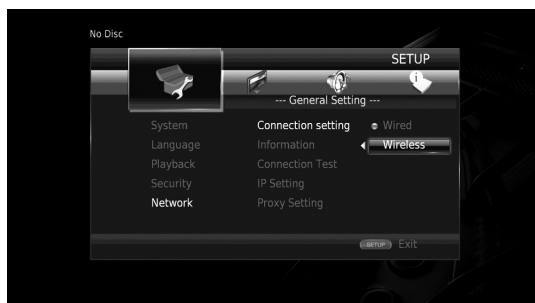 No Disc
SETUP
--- General Setting ---
System
Connection setting
Wired
Language
Information
Wireless
Playback
Connection Test
Security
IP Setting
Network
Proxy Setting
SETUP Exit